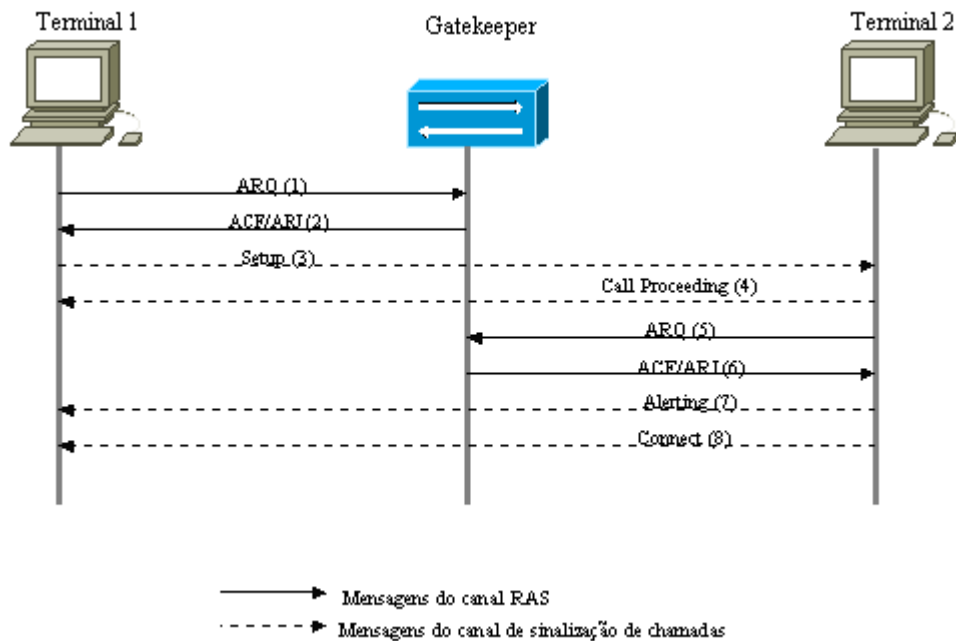 Terminal 1
Gatekeeper
Terminal 2
ARQ (1)
ACF/ARJ (2)
Setup (3)
Call Proceeding (4)
ARQ (5)
ACF/ARJ (6)
Alerting (7)
Connect (8)
Mensagens do canal RAS
Mensagens do canal de sinalização de chamadas